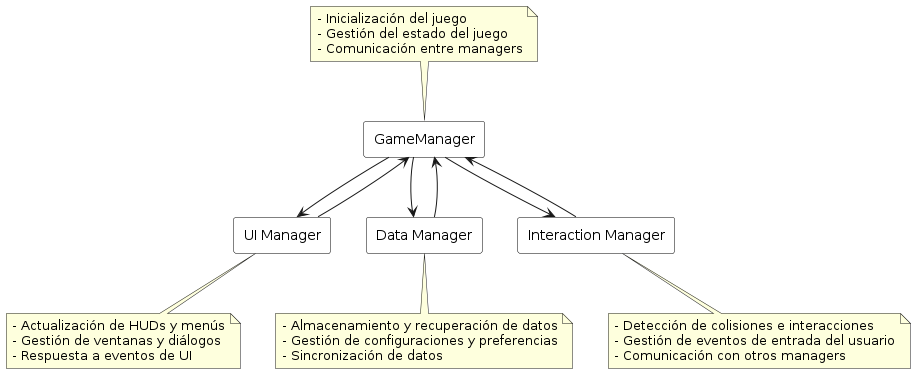 - Inicialización del juego
- Gestión del estado del juego
- Comunicación entre managers
GameManager
UI Manager
Data Manager
Interaction Manager
- Actualización de HUDs y menús
- Gestión de ventanas y diálogos
- Respuesta a eventos de UI
- Almacenamiento y recuperación de datos
- Gestión de configuraciones y preferencias
- Sincronización de datos
- Detección de colisiones e interacciones
- Gestión de eventos de entrada del usuario
- Comunicación con otros managers